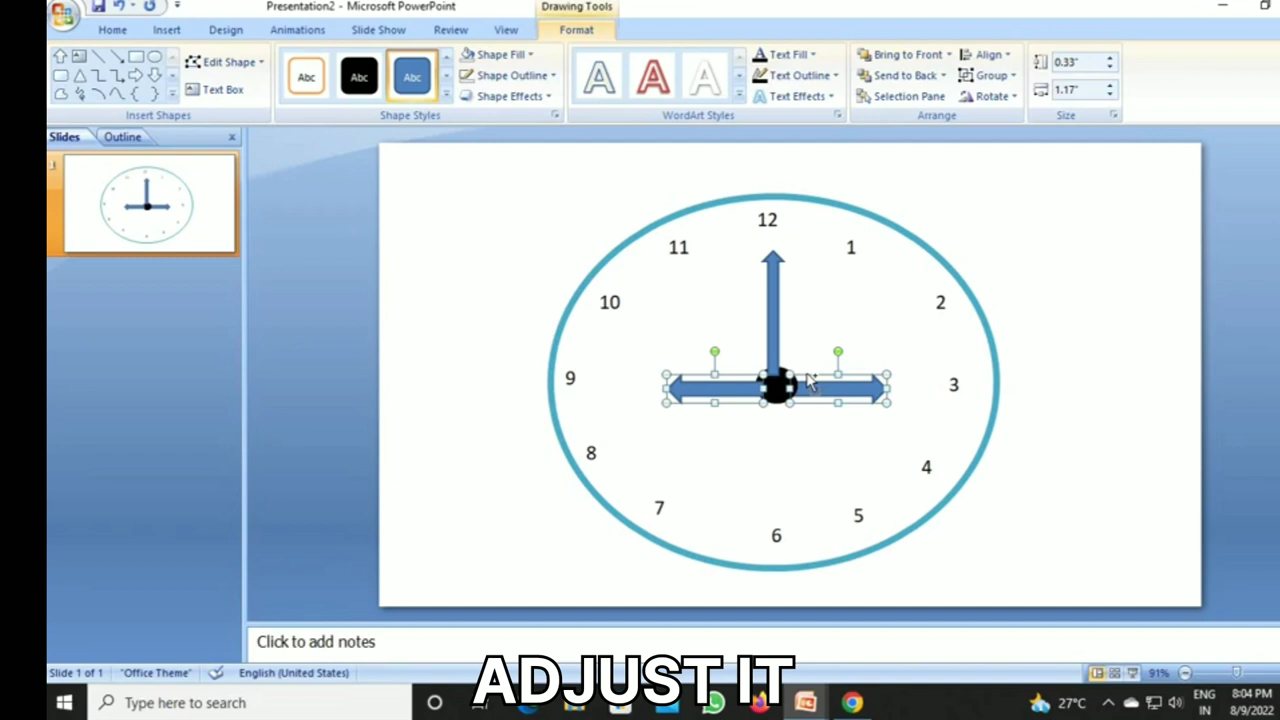 Presentation2 - Microsoft PowerPoint
Drawing Tools
Home Insert Design Animations Slide Show Review View Format
Edit Shape
Text Box
Insert Shapes
Abc Abc Abc
Shape Fill
Shape Outline
Shape Effects
Shape Styles
A A A
Text Fill
Text Outline
Text Effects
WordArt Styles
Bring to Front
Send to Back
Selection Pane
Align
Group
Rotate
Arrange
0.33"
1.17"
Size
Slides Outline x
1
12
11 1
10 2
9 3
8 4
7 5
6
Click to add notes
Slide 1 of 1 "Office Theme" English (United States) 91%
ADJUST IT
Type here to search
27°C
ENG
IN
8:04 PM
8/9/2022